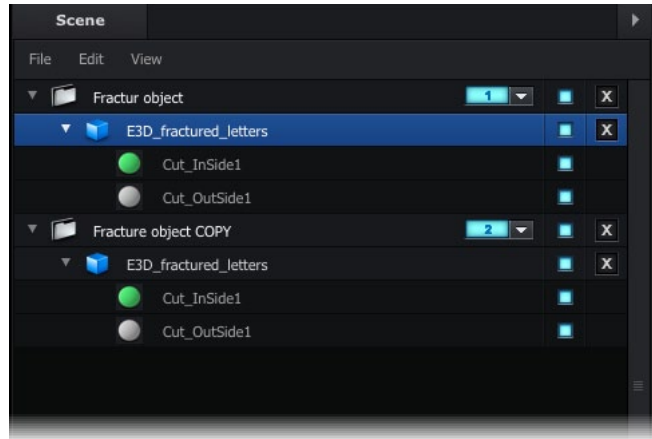 Scene
File Edit View
Fractur object 1 X
E3D_fractured_letters X
Cut_InSide1
Cut_OutSide1
Fracture object COPY 2 X
E3D_fractured_letters X
Cut_InSide1
Cut_OutSide1